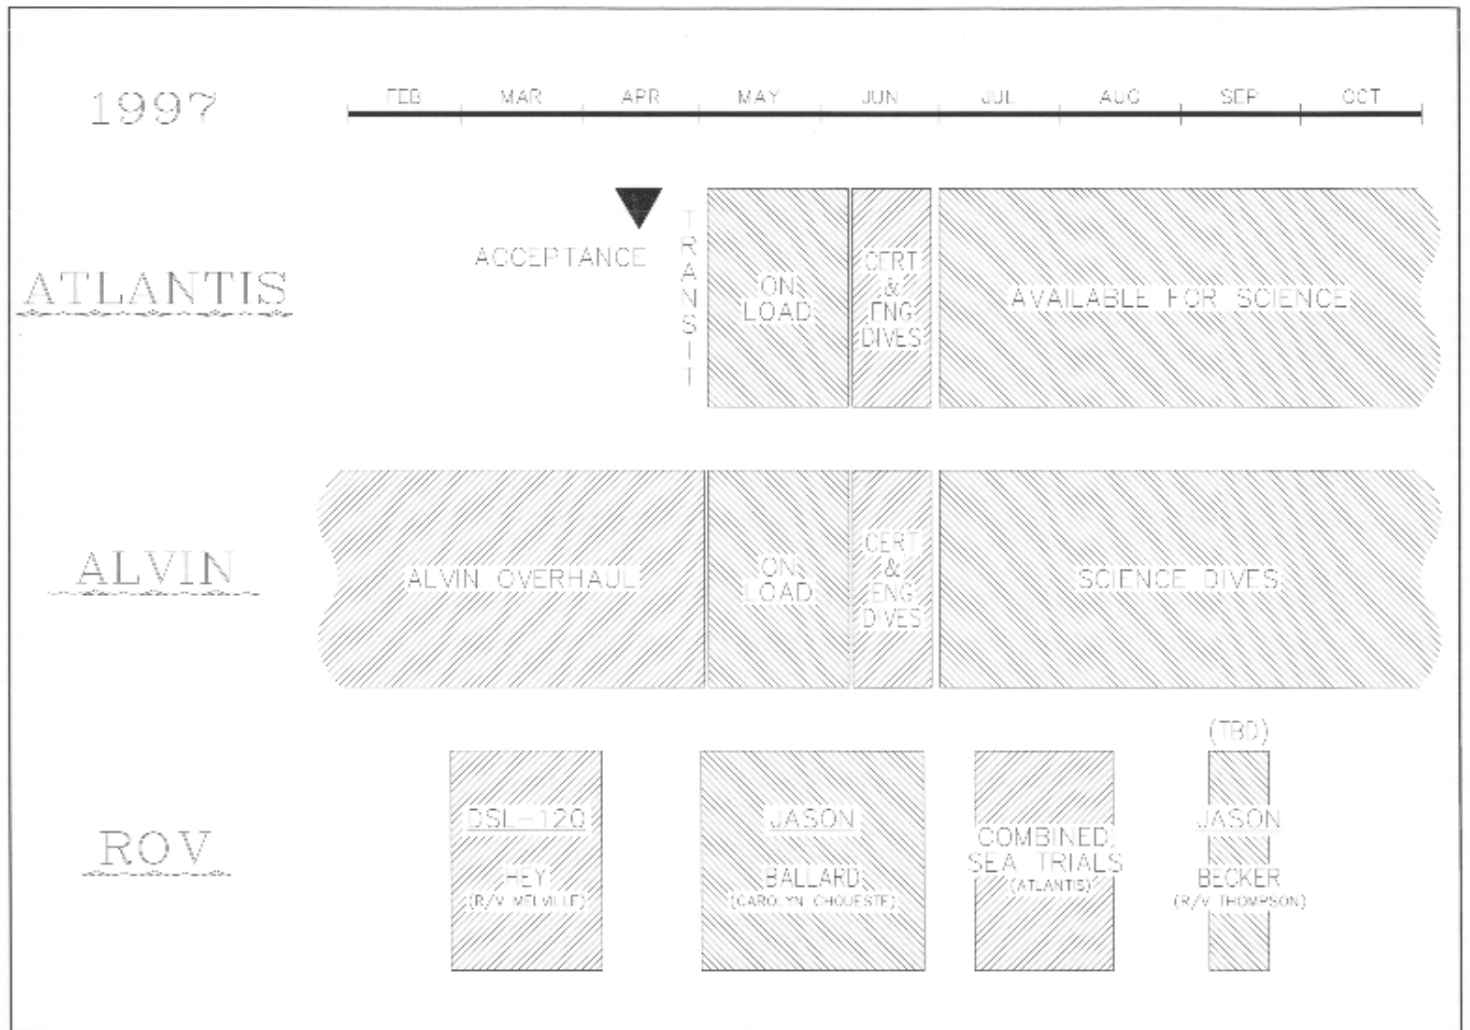 1997
FEB MAR APR MAY JUN JUL AUG SEP OCT
ATLANTIS
ACCEPTANCE
TRANSIT
ON
LOAD
CERT
&
ENG
DIVES
AVAILABLE FOR SCIENCE
ALVIN
ALVIN OVERHAUL
ON
LOAD
CERT
&
ENG
DIVES
SCIENCE DIVES
ROV
DSL-120
HEY
(R/V MELVILLE)
JASON
BALLARD
(CAROLYN CHOUESTE)
COMBINED
SEA TRIALS
(ATLANTIS)
(TBD)
JASON
BECKER
(R/V THOMPSON)